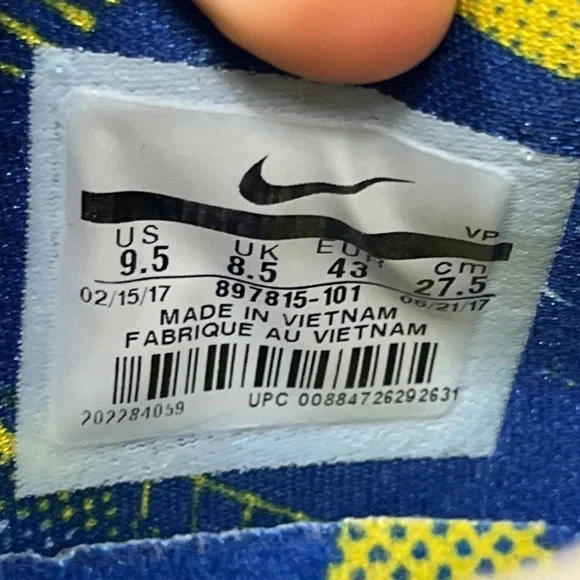 VP
US UK EUR cm
9.5 8.5 43 27.5
02/15/17 897815-101 06/21/17
MADE IN VIETNAM
FABRIQUE AU VIETNAM
202284059 UPC 00884726292631